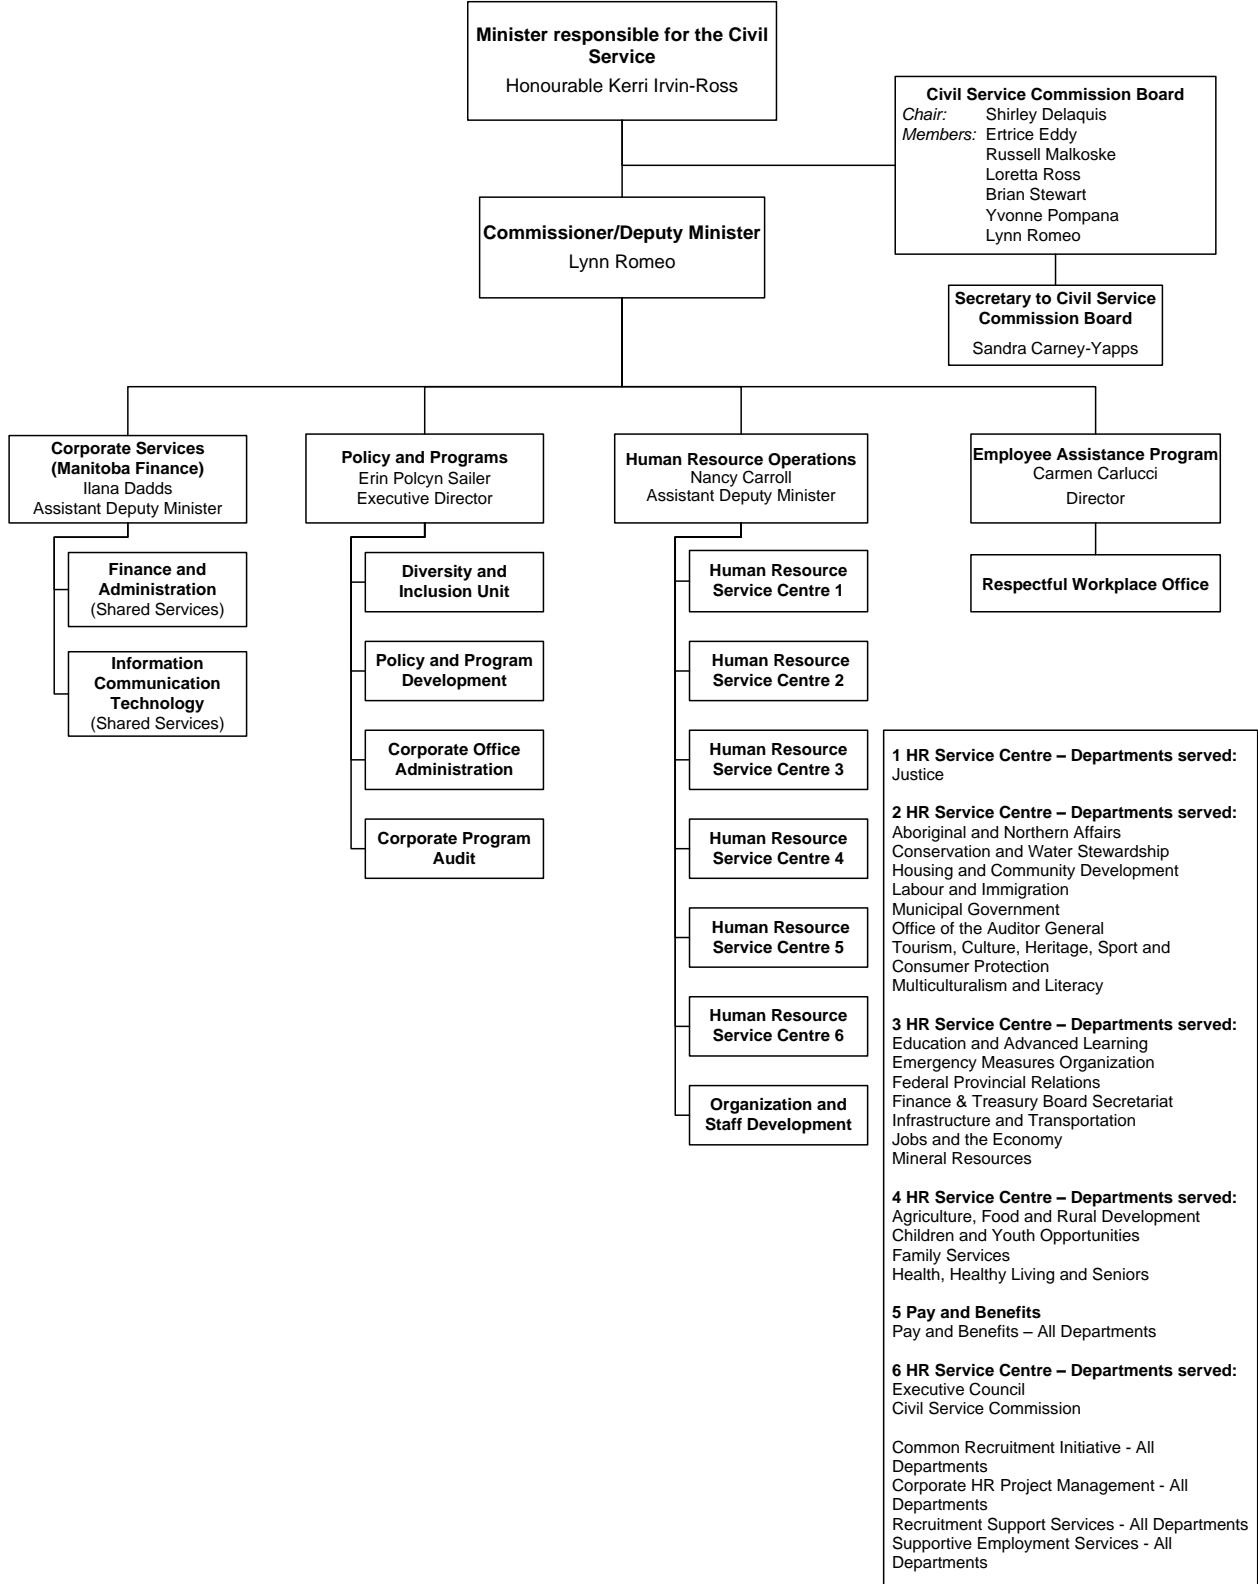 Minister responsible for the Civil
Service
Honourable Kerri Irvin-Ross
Civil Service Commission Board
Chair: Shirley Delaquis
Members: Ertrice Eddy
Russell Malkoske
Loretta Ross
Brian Stewart
Yvonne Pompana
Lynn Romeo
Commissioner/Deputy Minister
Lynn Romeo
Secretary to Civil Service
Commission Board
Sandra Carney-Yapps
Corporate Services
(Manitoba Finance)
Ilana Dadds
Assistant Deputy Minister
Policy and Programs
Erin Polcyn Sailer
Executive Director
Human Resource Operations
Nancy Carroll
Assistant Deputy Minister
Employee Assistance Program
Carmen Carlucci
Director
Finance and
Administration
(Shared Services)
Information
Communication
Technology
(Shared Services)
Diversity and
Inclusion Unit
Policy and Program
Development
Corporate Office
Administration
Corporate Program
Audit
Human Resource
Service Centre 1
Human Resource
Service Centre 2
Human Resource
Service Centre 3
Human Resource
Service Centre 4
Human Resource
Service Centre 5
Human Resource
Service Centre 6
Organization and
Staff Development
Respectful Workplace Office
1 HR Service Centre – Departments served:
Justice
2 HR Service Centre – Departments served:
Aboriginal and Northern Affairs
Conservation and Water Stewardship
Housing and Community Development
Labour and Immigration
Municipal Government
Office of the Auditor General
Tourism, Culture, Heritage, Sport and
Consumer Protection
Multiculturalism and Literacy
3 HR Service Centre – Departments served:
Education and Advanced Learning
Emergency Measures Organization
Federal Provincial Relations
Finance & Treasury Board Secretariat
Infrastructure and Transportation
Jobs and the Economy
Mineral Resources
4 HR Service Centre – Departments served:
Agriculture, Food and Rural Development
Children and Youth Opportunities
Family Services
Health, Healthy Living and Seniors
5 Pay and Benefits
Pay and Benefits – All Departments
6 HR Service Centre – Departments served:
Executive Council
Civil Service Commission
Common Recruitment Initiative - All
Departments
Corporate HR Project Management - All
Departments
Recruitment Support Services - All Departments
Supportive Employment Services - All
Departments